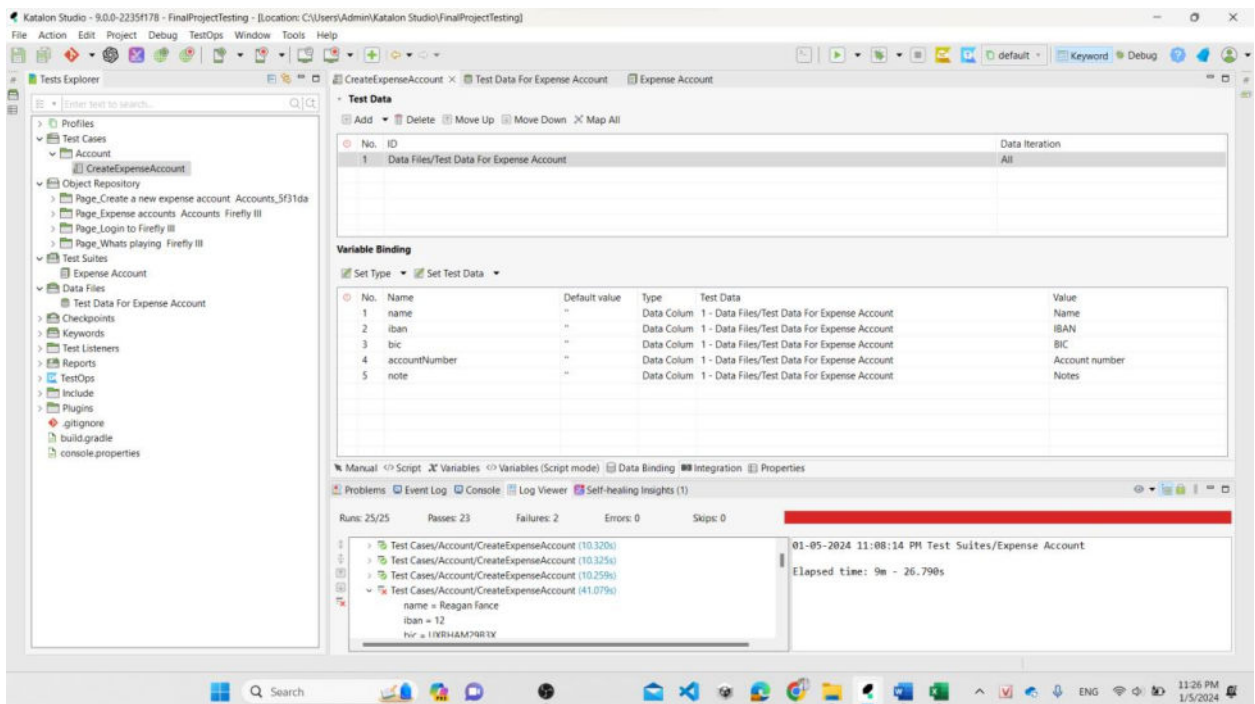 Katalon Studio - 9.0.0-2235f178 - FinalProjectTesting - [Location: C:\Users\Admin\Katalon Studio\FinalProjectTesting]
File Action Edit Project Debug TestOps Window Tools Help
default Keyword Debug
Tests Explorer
Enter text to search...
Profiles
Test Cases
Account
CreateExpenseAccount
Object Repository
Page_Create a new expense account Accounts_5f31da
Page_Expense accounts Accounts Firefly III
Page_Login to Firefly III
Page_Whats playing Firefly III
Test Suites
Expense Account
Data Files
Test Data For Expense Account
Checkpoints
Keywords
Test Listeners
Reports
TestOps
Include
Plugins
.gitignore
build.gradle
console.properties
CreateExpenseAccount Test Data For Expense Account Expense Account
Test Data
Add Delete Move Up Move Down Map All
No. ID Data Iteration
1 Data Files/Test Data For Expense Account All
Variable Binding
Set Type Set Test Data
No. Name Default value Type Test Data Value
1 name '' Data Colum 1 - Data Files/Test Data For Expense Account Name
2 iban '' Data Colum 1 - Data Files/Test Data For Expense Account IBAN
3 bic '' Data Colum 1 - Data Files/Test Data For Expense Account BIC
4 accountNumber '' Data Colum 1 - Data Files/Test Data For Expense Account Account number
5 note '' Data Colum 1 - Data Files/Test Data For Expense Account Notes
Manual Script Variables Variables (Script mode) Data Binding Integration Properties
Problems Event Log Console Log Viewer Self-healing Insights (1)
Runs: 25/25 Passes: 23 Failures: 2 Errors: 0 Skips: 0
Test Cases/Account/CreateExpenseAccount (10.320s)
Test Cases/Account/CreateExpenseAccount (10.325s)
Test Cases/Account/CreateExpenseAccount (10.259s)
Test Cases/Account/CreateExpenseAccount (41.079s)
name = Reagan Fance
iban = 12
bic = UXRHAM29B3X
01-05-2024 11:08:14 PM Test Suites/Expense Account
Elapsed time: 9m - 26.790s
Search
ENG
11:26 PM
1/5/2024